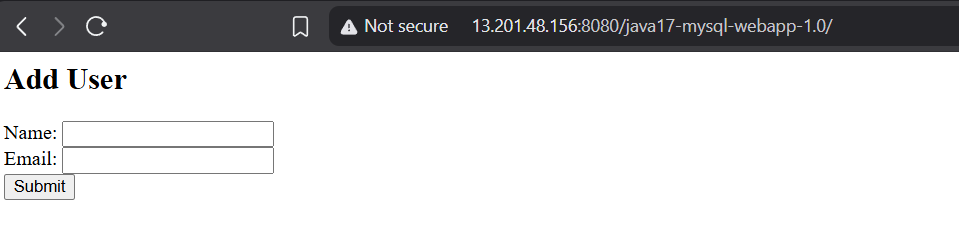 Not secure 13.201.48.156:8080/java17-mysql-webapp-1.0/
Add User
Name:
Email:
Submit